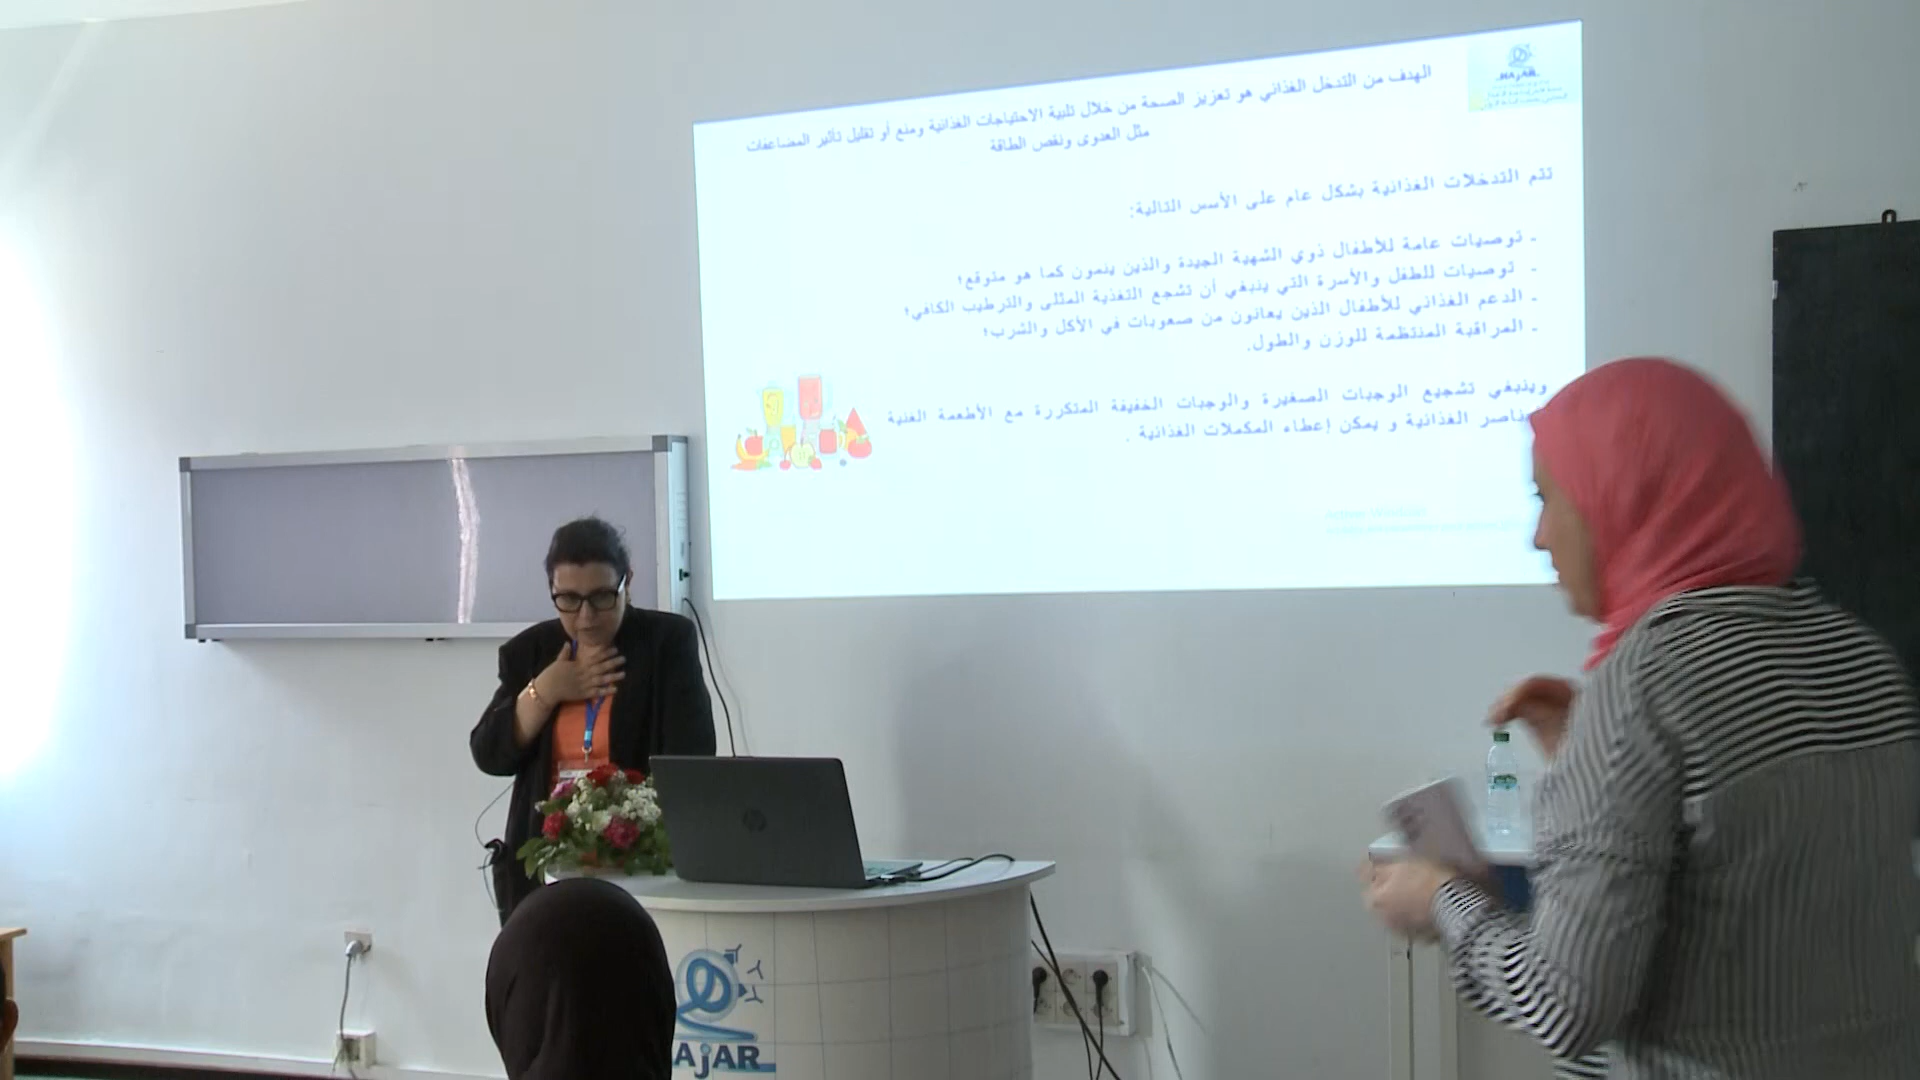 HAJAR
الهدف من التدخل الغذائي هو تعزيز الصحة من خلال تلبية الاحتياجات الغذائية ومنع أو تقليل تأثير المضاعفات
مثل العدوى ونقص الطاقة
تتم التدخلات الغذائية بشكل عام على الأسس التالية:
- توصيات عامة للأطفال ذوي الشهية الجيدة والذين ينمون كما هو متوقع؛
- توصيات للطفل والأسرة التي ينبغي أن تشجع التغذية المثلى والترطيب الكافي؛
- الدعم الغذائي للأطفال الذين يعانون من صعوبات في الأكل والشرب؛
- المراقبة المنتظمة للوزن والطول.
وينبغي تشجيع الوجبات الصغيرة والوجبات الخفيفة المتكررة مع الأطعمة الغنية
الغذائية و يمكن إعطاء المكملات الغذائية .
hp
AjAR